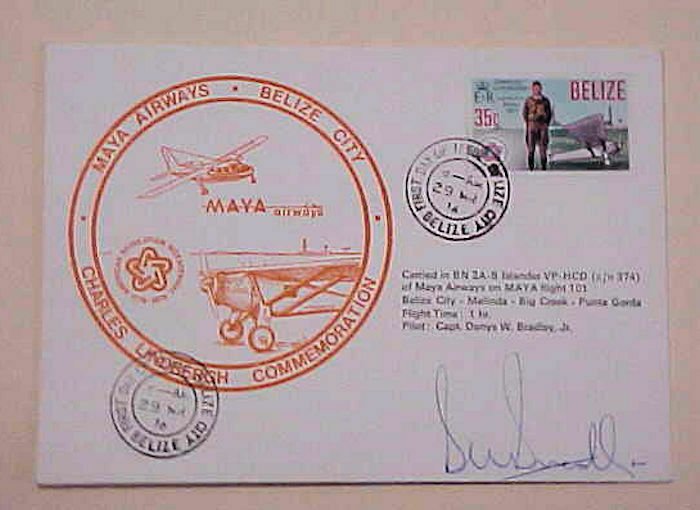 MAYA AIRWAYS • BELIZE CITY
BELIZE
E R
35c
MAYA airways
FIRST DAY OF ISSUE
BELIZE CITY
29
Carried in BN 2A-8 Islander VP-HCD (c/n 374)
of Maya Airways on MAYA flight 101
Belize City - Melinda - Big Creek - Punta Gorda
Flight Time: 1 hr.
Pilot: Capt. Denys W. Bradley, Jr.
CHARLES LINDBERGH COMMEMORATION
29
BELIZE CITY